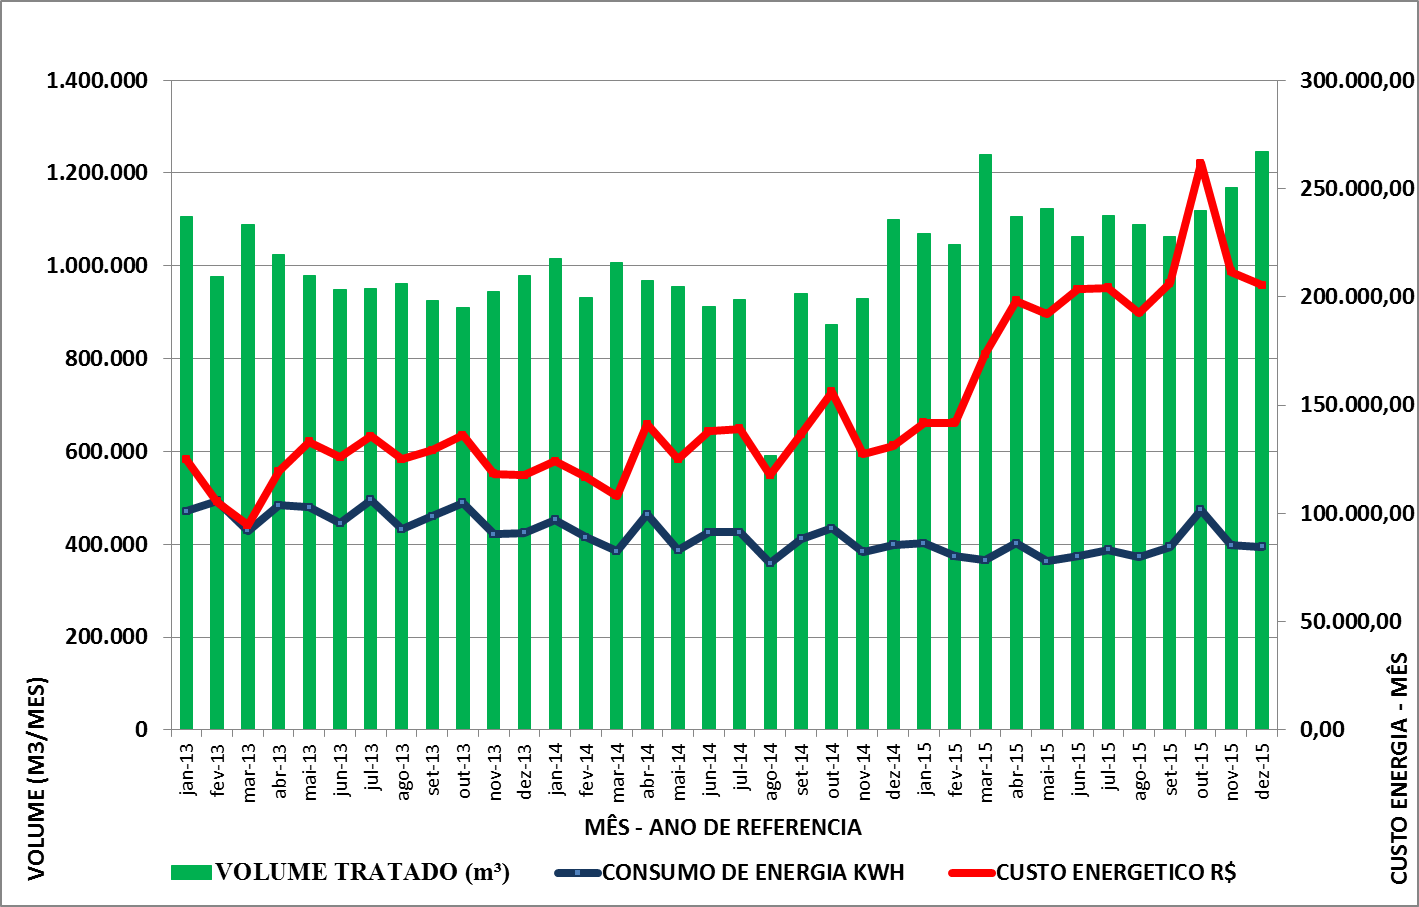 1.400.000
1.200.000
1.000.000
800.000
600.000
400.000
200.000
0
300.000,00
250.000,00
200.000,00
150.000,00
100.000,00
50.000,00
0,00
VOLUME (M3/MES)
CUSTO ENERGIA - MÊS
jan-13
fev-13
mar-13
abr-13
mai-13
jun-13
jul-13
ago-13
set-13
out-13
nov-13
dez-13
jan-14
fev-14
mar-14
abr-14
mai-14
jun-14
jul-14
ago-14
set-14
out-14
nov-14
dez-14
jan-15
fev-15
mar-15
abr-15
mai-15
jun-15
jul-15
ago-15
set-15
out-15
nov-15
dez-15
MÊS - ANO DE REFERENCIA
VOLUME TRATADO (m³)
CONSUMO DE ENERGIA KWH
CUSTO ENERGETICO R$